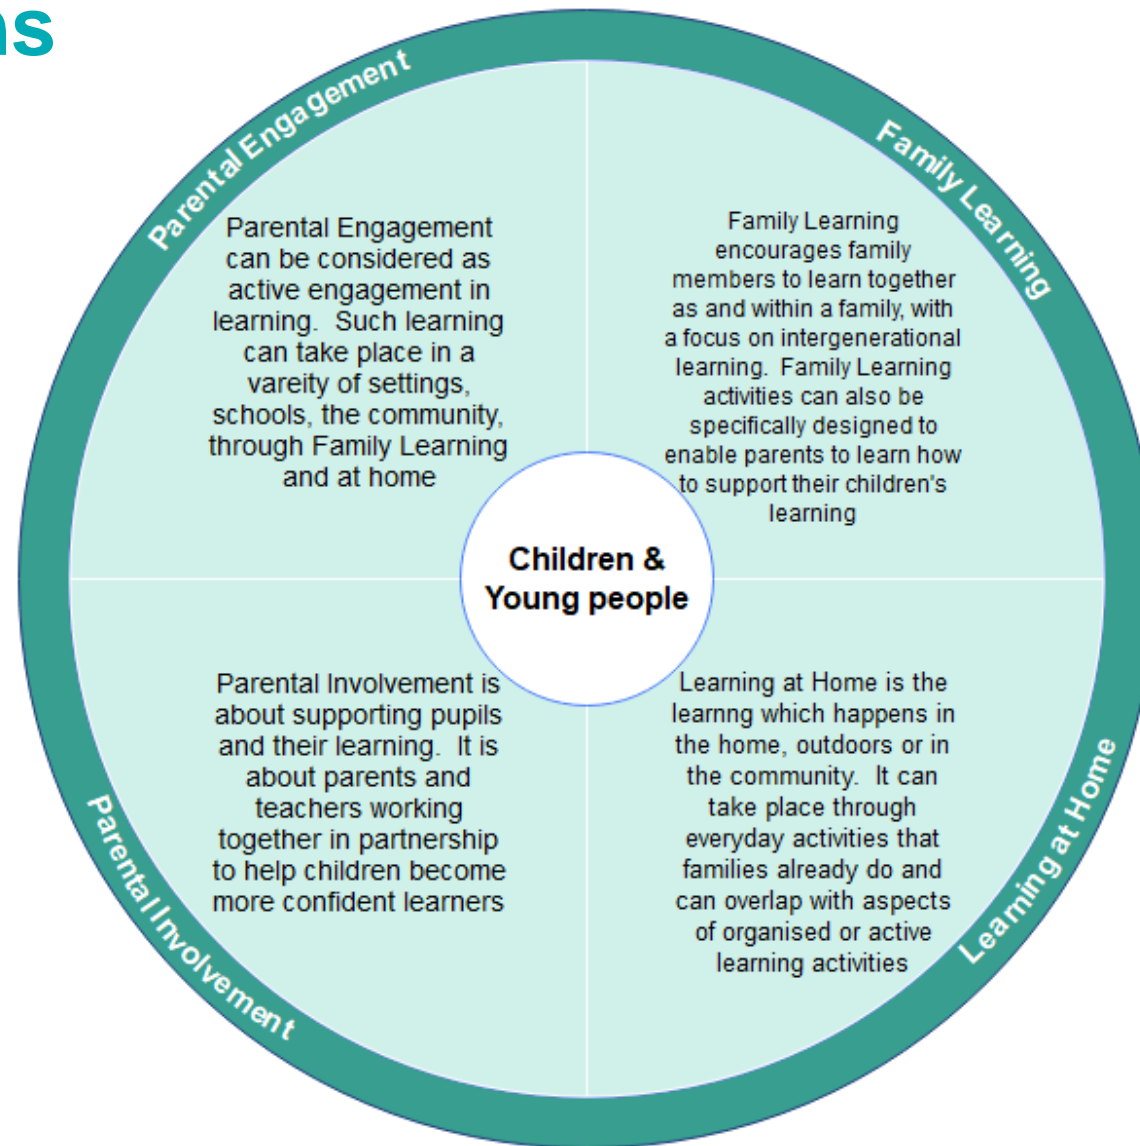 ns
Parental Engagement
Parental Engagement
can be considered as
active engagement in
learning.  Such learning
can take place in a
vareity of settings,
schools, the community,
through Family Learning
and at home
Family Learning
Family Learning
encourages family
members to learn together
as and within a family, with
a focus on intergenerational
learning.  Family Learning
activities can also be
specifically designed to
enable parents to learn how
to support their children's
learning
Children &
Young people
Parental Involvement
Parental Involvement is
about supporting pupils
and their learning.  It is
about parents and
teachers working
together in partnership
to help children become
more confident learners
Learning at Home
Learning at Home is the
learnng which happens in
the home, outdoors or in
the community.  It can
take place through
everyday activities that
families already do and
can overlap with aspects
of organised or active
learning activities